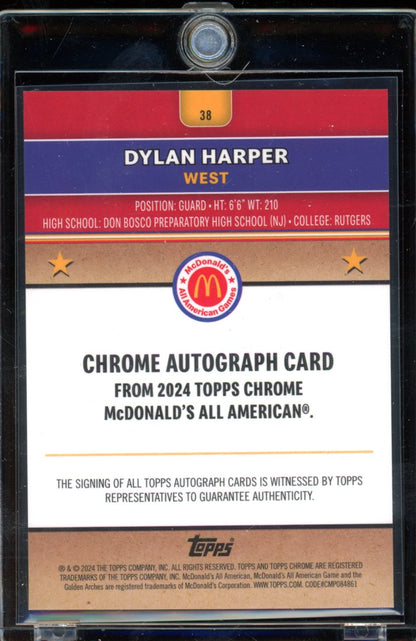 38
DYLAN HARPER
WEST
POSITION: GUARD • HT: 6'6" WT: 210
HIGH SCHOOL: DON BOSCO PREPARATORY HIGH SCHOOL (NJ) • COLLEGE: RUTGERS
McDonald's
All American Games
CHROME AUTOGRAPH CARD
FROM 2024 TOPPS CHROME
McDONALD'S ALL AMERICAN®.
THE SIGNING OF ALL TOPPS AUTOGRAPH CARDS IS WITNESSED BY TOPPS
REPRESENTATIVES TO GUARANTEE AUTHENTICITY.
topps
® & © 2024 THE TOPPS COMPANY, INC. ALL RIGHTS RESERVED. TOPPS AND TOPPS CHROME ARE REGISTERED
TRADEMARKS OF THE TOPPS COMPANY, INC. McDonald's All American, McDonald's All American Game and the
Golden Arches are registered trademarks of McDonald's Corporation. WWW.TOPPS.COM. CODE#CMP084861